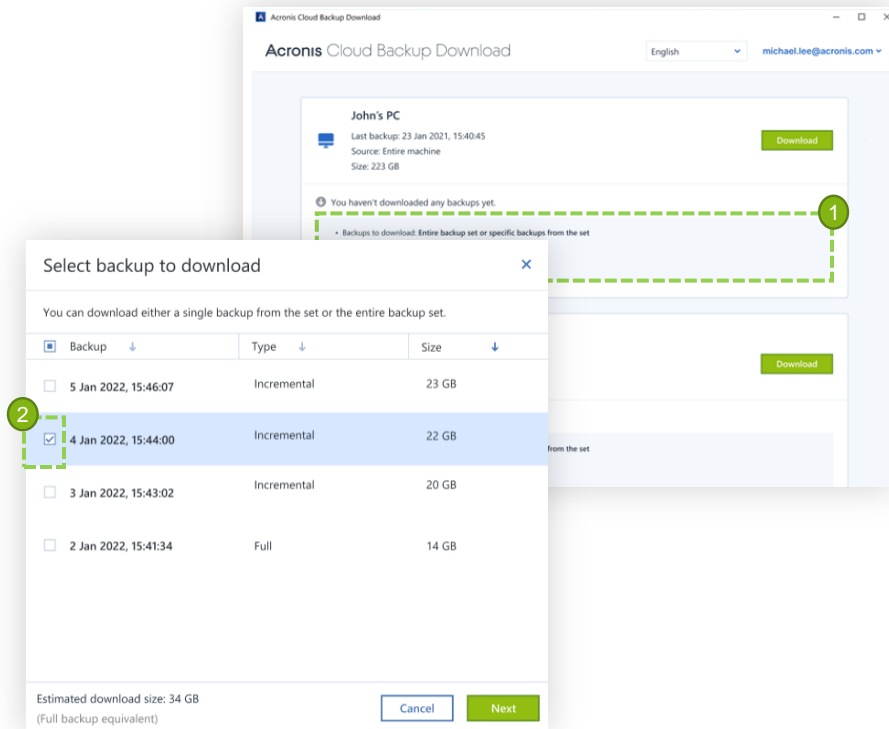 Acronis Cloud Backup Download
Acronis Cloud Backup Download
English
michael.lee@acronis.com
John's PC
Last backup: 23 Jan 2021, 15:40:45
Source: Entire machine
Size: 223 GB
Download
You haven't downloaded any backups yet.
1
• Backups to download: Entire backup set or specific backups from the set
Download
from the set
Select backup to download
You can download either a single backup from the set or the entire backup set.
Backup Type Size
5 Jan 2022, 15:46:07 Incremental 23 GB
2
4 Jan 2022, 15:44:00 Incremental 22 GB
3 Jan 2022, 15:43:02 Incremental 20 GB
2 Jan 2022, 15:41:34 Full 14 GB
Estimated download size: 34 GB
(Full backup equivalent)
Cancel
Next